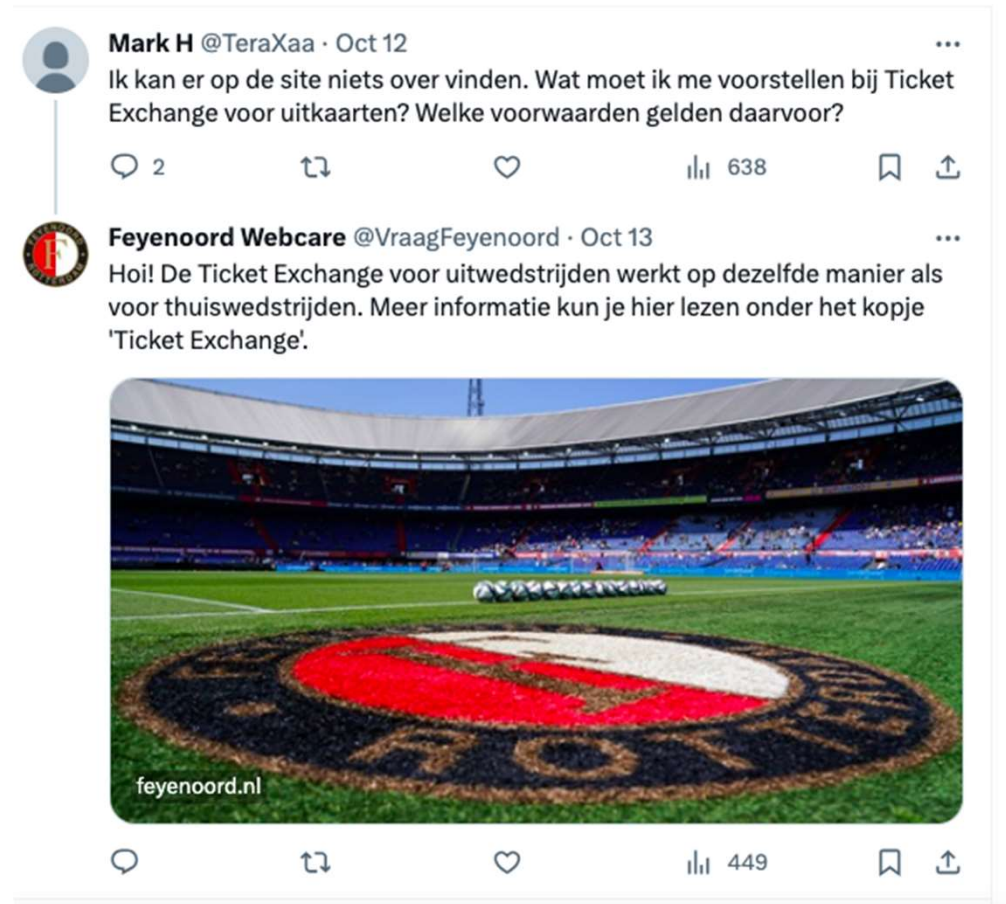 Mark H @TeraXaa · Oct 12
Ik kan er op de site niets over vinden. Wat moet ik me voorstellen bij Ticket
Exchange voor uitkaarten? Welke voorwaarden gelden daarvoor?
2
638
Feyenoord Webcare @VraagFeyenoord · Oct 13
Hoi! De Ticket Exchange voor uitwedstrijden werkt op dezelfde manier als
voor thuiswedstrijden. Meer informatie kun je hier lezen onder het kopje
'Ticket Exchange'.
ROTTERDAM
feyenoord.nl
449